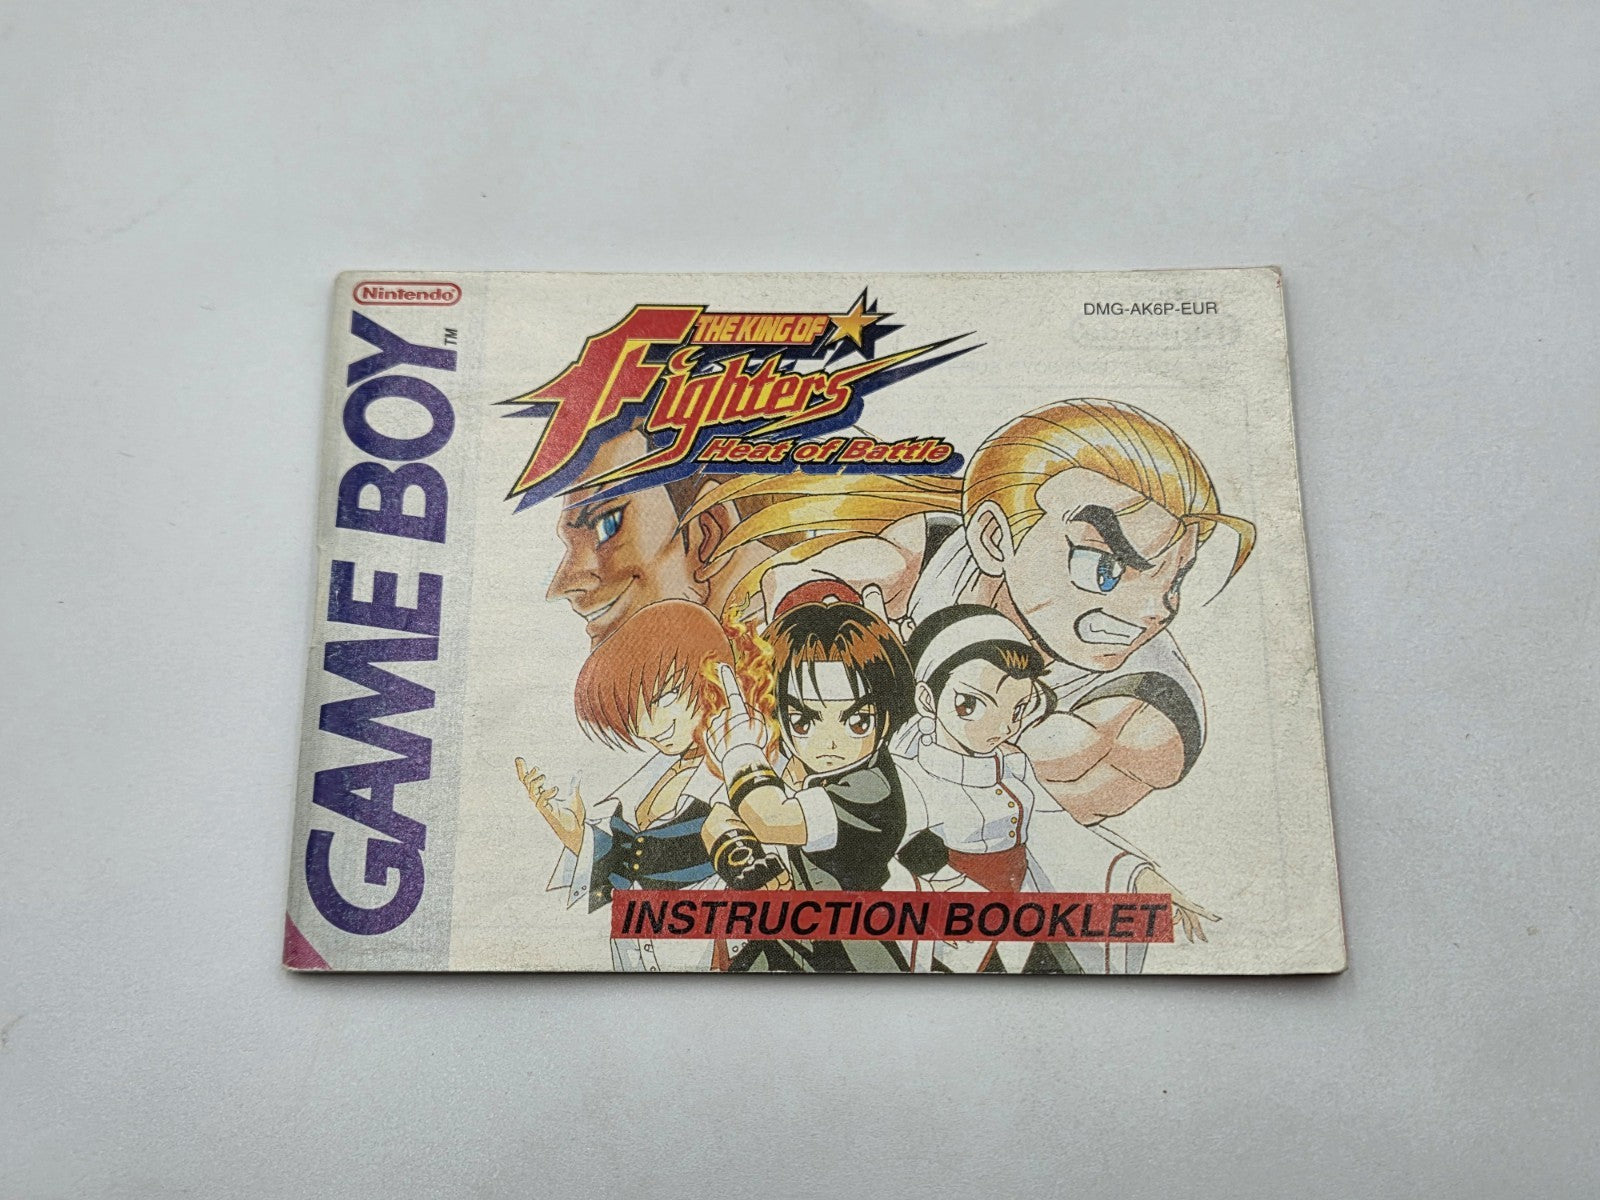 Nintendo
GAME BOY™
THE KING OF
Fighters
Heat of Battle
DMG-AK6P-EUR
INSTRUCTION BOOKLET